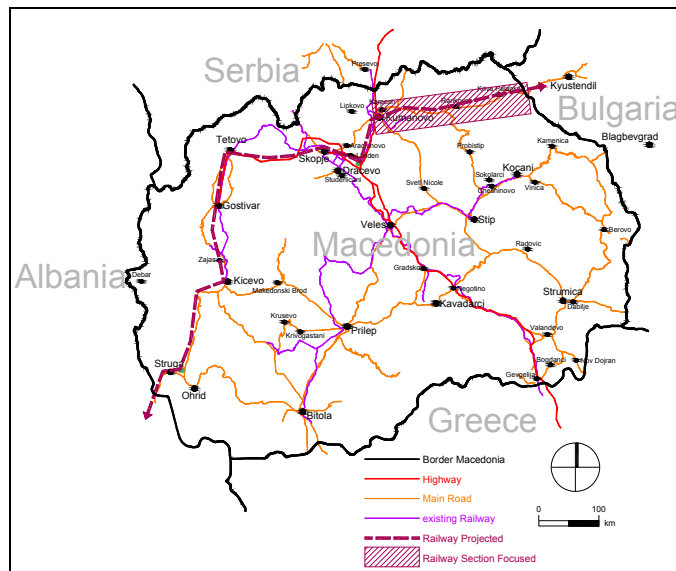 Serbia
Presevo
Kyustendil
Bulgaria
Lipkovo
Kumanovo
Blagbevgrad
Tetovo
Aracinovo
Skopje
Probistip
Kamenica
Dracevo
Studenicani
Kocani
Sokolarci
Cheshinovo
Vinica
Sveti Nicole
Gostivar
Stip
Veles
Berovo
Macedonia
Radovic
Zajas
Albania
Debar
Gradsko
Kicevo
Makedonski Brod
Negotino
Kavadarci
Strumica
Dabilje
Krusevo
Krivogastani
Prilep
Valandevo
Struga
Bogdanci
Nov Dojran
Gevgelija
Ohrid
Bitola
Greece
Border Macedonia
Highway
Main Road
existing Railway
Railway Projected
Railway Section Focused
0
100
km